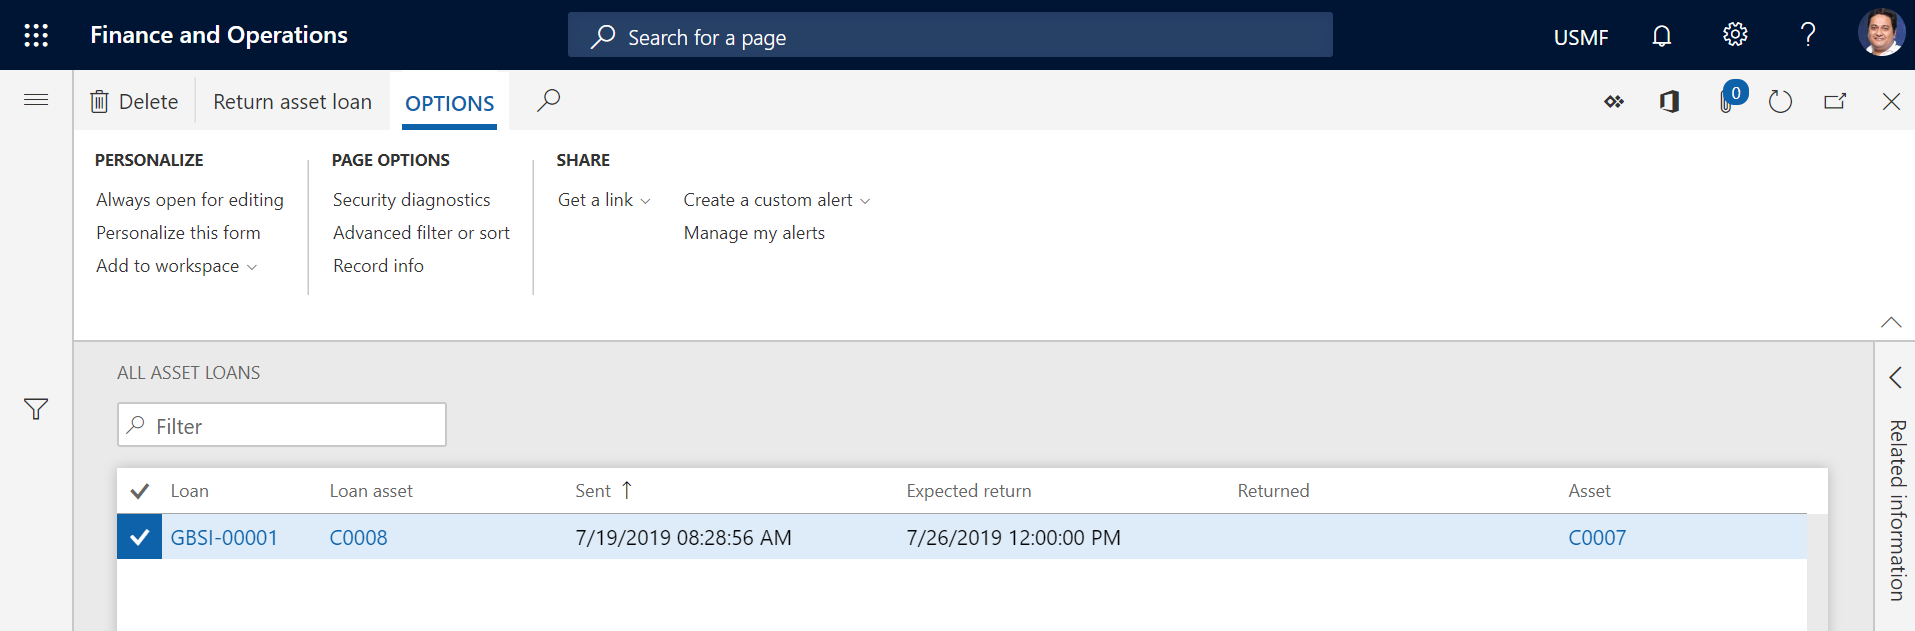 Finance and Operations
Search for a page
USMF
?
Delete
Return asset loan
OPTIONS
0
PERSONALIZE
PAGE OPTIONS
SHARE
Always open for editing
Security diagnostics
Get a link
Create a custom alert
Personalize this form
Advanced filter or sort
Manage my alerts
Add to workspace
Record info
ALL ASSET LOANS
Filter
Related information
Loan Loan asset Sent ↑ Expected return Returned Asset
GBSI-00001 C0008 7/19/2019 08:28:56 AM 7/26/2019 12:00:00 PM C0007